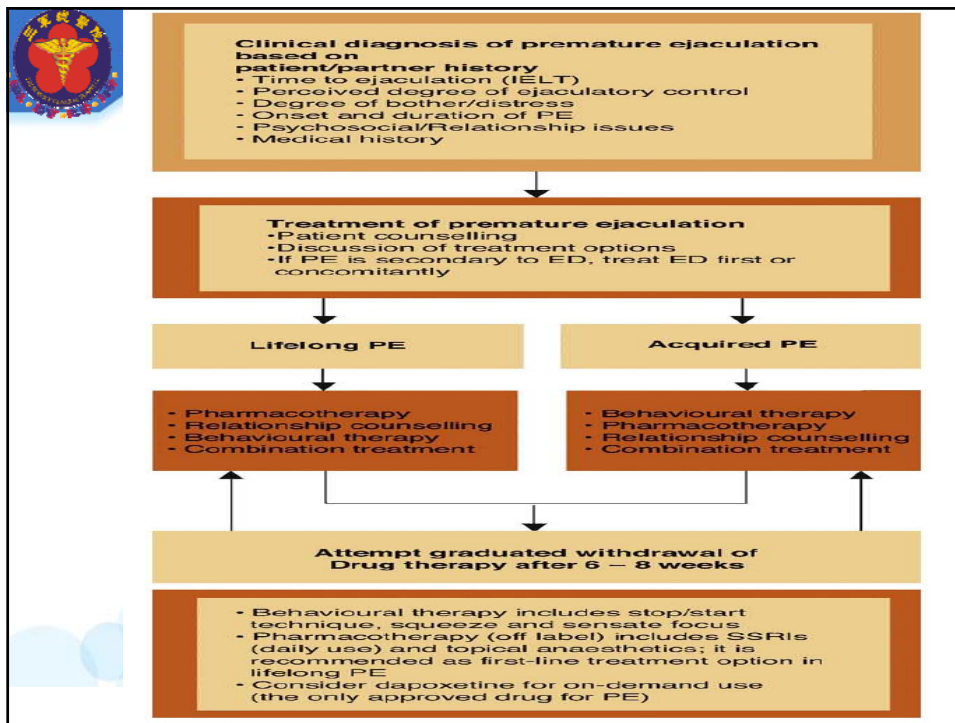 三軍總醫院
Clinical diagnosis of premature ejaculation
based on
patient/partner history
• Time to ejaculation (IELT)
• Perceived degree of ejaculatory control
• Degree of bother/distress
• Onset and duration of PE
• Psychosocial/Relationship issues
• Medical history
Treatment of premature ejaculation
•Patient counselling
•Discussion of treatment options
•If PE is secondary to ED, treat ED first or
concomitantly
Lifelong PE
Acquired PE
• Pharmacotherapy
• Relationship counselling
• Behavioural therapy
• Combination treatment
• Behavioural therapy
• Pharmacotherapy
• Relationship counselling
• Combination treatment
Attempt graduated withdrawal of
Drug therapy after 6 – 8 weeks
• Behavioural therapy includes stop/start
technique, squeeze and sensate focus
• Pharmacotherapy (off label) includes SSRIs
(daily use) and topical anaesthetics; it is
recommended as first-line treatment option in
lifelong PE
• Consider dapoxetine for on-demand use
(the only approved drug for PE)